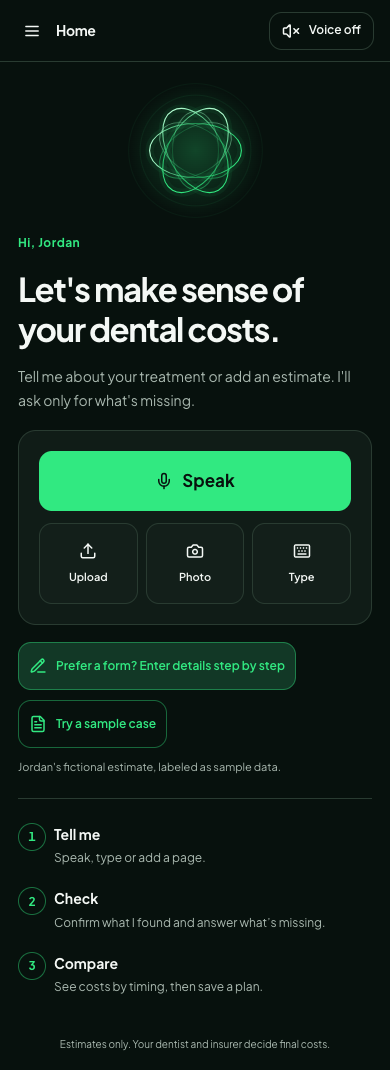 Home
Voice off
Hi, Jordan
Let's make sense of
your dental costs.
Tell me about your treatment or add an estimate. I'll
ask only for what's missing.
Speak
Upload
Photo
Type
Prefer a form? Enter details step by step
Try a sample case
Jordan's fictional estimate, labeled as sample data.
1
Tell me
Speak, type or add a page.
2
Check
Confirm what I found and answer what's missing.
3
Compare
See costs by timing, then save a plan.
Estimates only. Your dentist and insurer decide final costs.